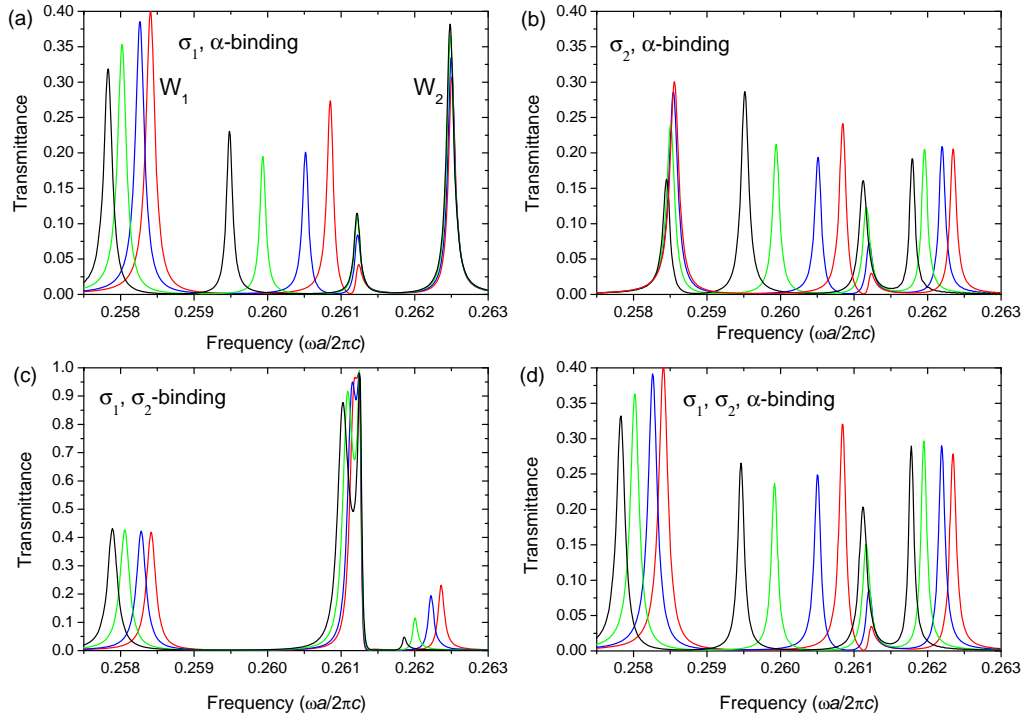 (a)
σ1, α-binding
W1
W2
Transmittance
0.40
0.35
0.30
0.25
0.20
0.15
0.10
0.05
0.00
0.258 0.259 0.260 0.261 0.262 0.263
Frequency (ωa/2πc)
(b)
σ2, α-binding
Transmittance
0.40
0.35
0.30
0.25
0.20
0.15
0.10
0.05
0.00
0.258 0.259 0.260 0.261 0.262 0.263
Frequency (ωa/2πc)
(c)
σ1, σ2-binding
Transmittance
1.0
0.9
0.8
0.7
0.6
0.5
0.4
0.3
0.2
0.1
0.0
0.258 0.259 0.260 0.261 0.262 0.263
Frequency (ωa/2πc)
(d)
σ1, σ2, α-binding
Transmittance
0.40
0.35
0.30
0.25
0.20
0.15
0.10
0.05
0.00
0.258 0.259 0.260 0.261 0.262 0.263
Frequency (ωa/2πc)